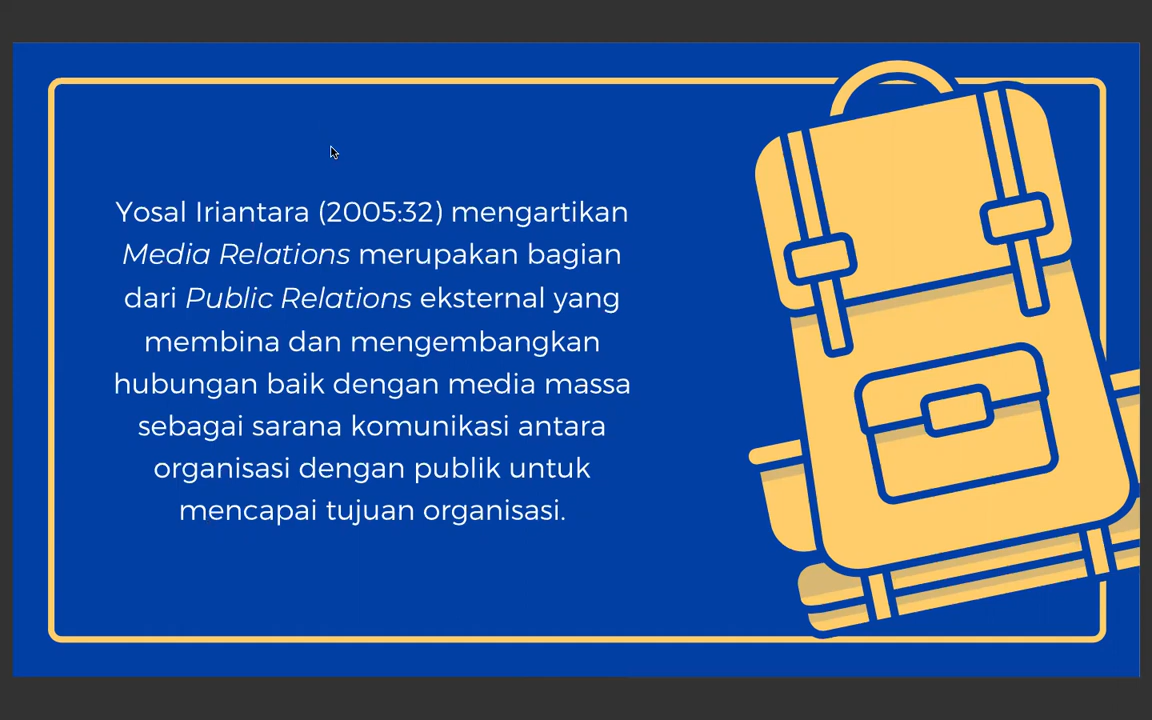 Yosal Iriantara (2005:32) mengartikan
Media Relations merupakan bagian
dari Public Relations eksternal yang
membina dan mengembangkan
hubungan baik dengan media massa
sebagai sarana komunikasi antara
organisasi dengan publik untuk
mencapai tujuan organisasi.